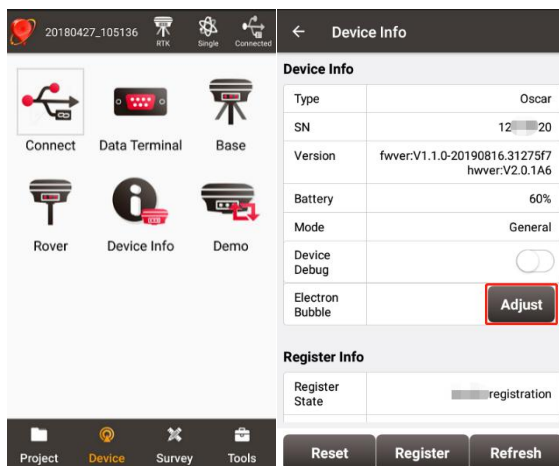 20180427_105136
RTK
Single
Connected
Connect
Data Terminal
Base
Rover
Device Info
Demo
Project
Device
Survey
Tools
Device Info
Device Info
Type
Oscar
SN
12
20
Version
fwver:V1.1.0-20190816.31275f7
hwver:V2.0.1A6
Battery
60%
Mode
General
Device
Debug
Electron
Bubble
Adjust
Register Info
Register
State
registration
Reset
Register
Refresh